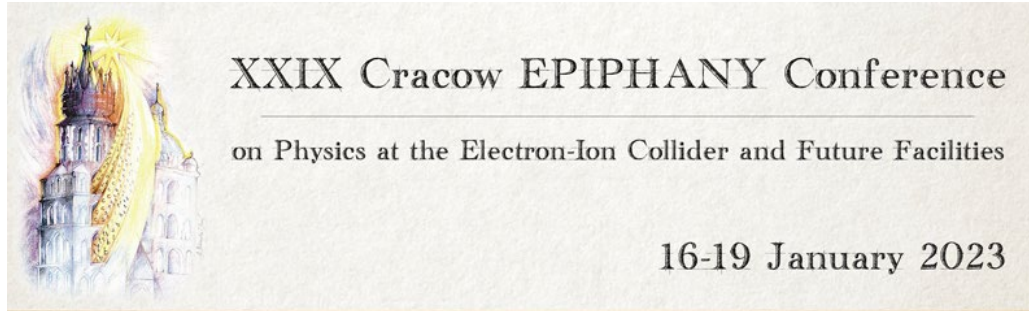 XXIX Cracow EPIPHANY Conference
on Physics at the Electron-Ion Collider and Future Facilities
16-19 January 2023